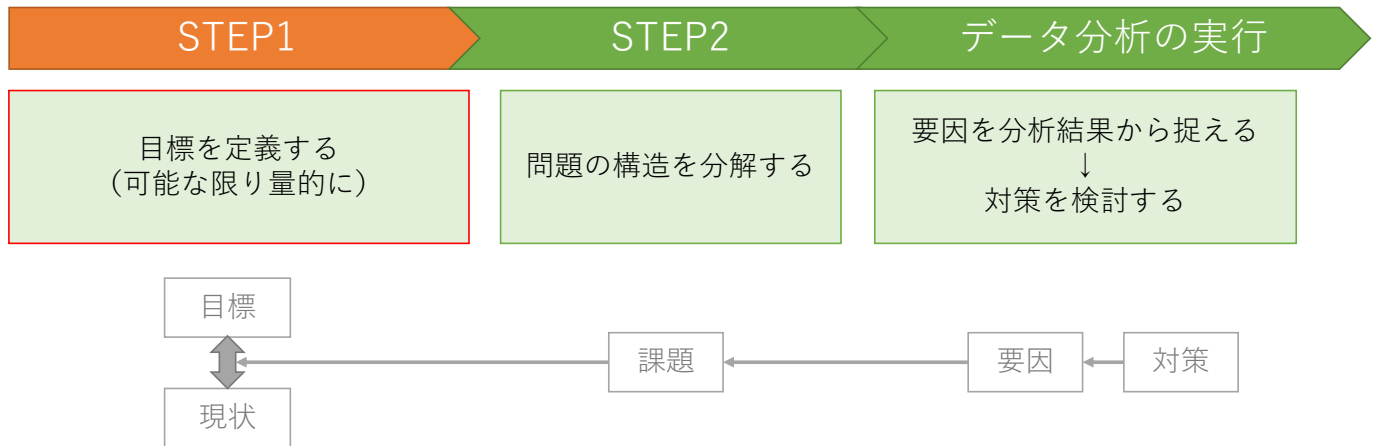 STEP1
STEP2
データ分析の実行
目標を定義する
(可能な限り量的に)
問題の構造を分解する
要因を分析結果から捉える
↓
対策を検討する
目標
現状
課題
要因
対策